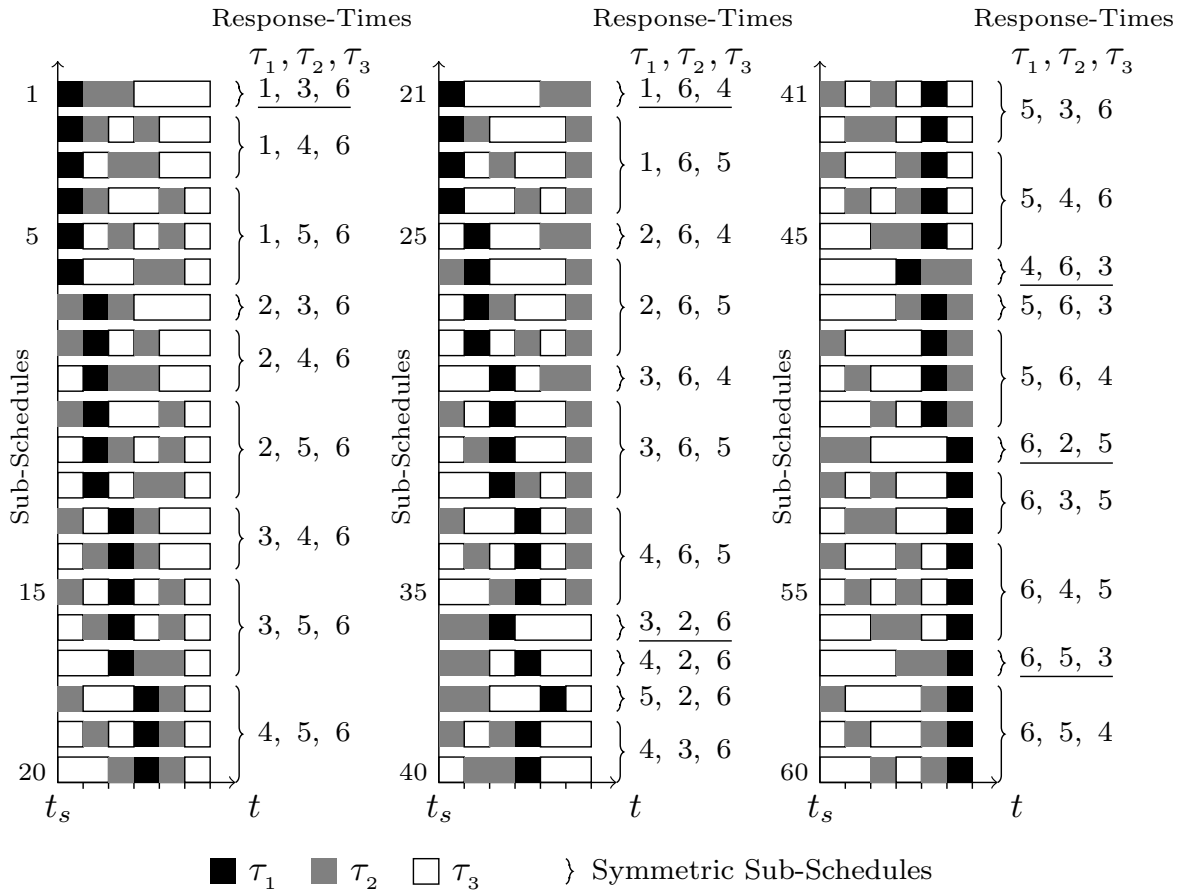 Response-Times Response-Times Response-Times
τ1, τ2, τ3 τ1, τ2, τ3 τ1, τ2, τ3
Sub-Schedules
1
5
15
20
1, 3, 6
1, 4, 6
1, 5, 6
2, 3, 6
2, 4, 6
2, 5, 6
3, 4, 6
3, 5, 6
4, 5, 6
ts t
Sub-Schedules
21
25
35
40
1, 6, 4
1, 6, 5
2, 6, 4
2, 6, 5
3, 6, 4
3, 6, 5
4, 6, 5
3, 2, 6
4, 2, 6
5, 2, 6
4, 3, 6
ts t
Sub-Schedules
41
45
55
60
5, 3, 6
5, 4, 6
4, 6, 3
5, 6, 3
5, 6, 4
6, 2, 5
6, 3, 5
6, 4, 5
6, 5, 3
6, 5, 4
ts t
τ1 τ2 τ3 } Symmetric Sub-Schedules